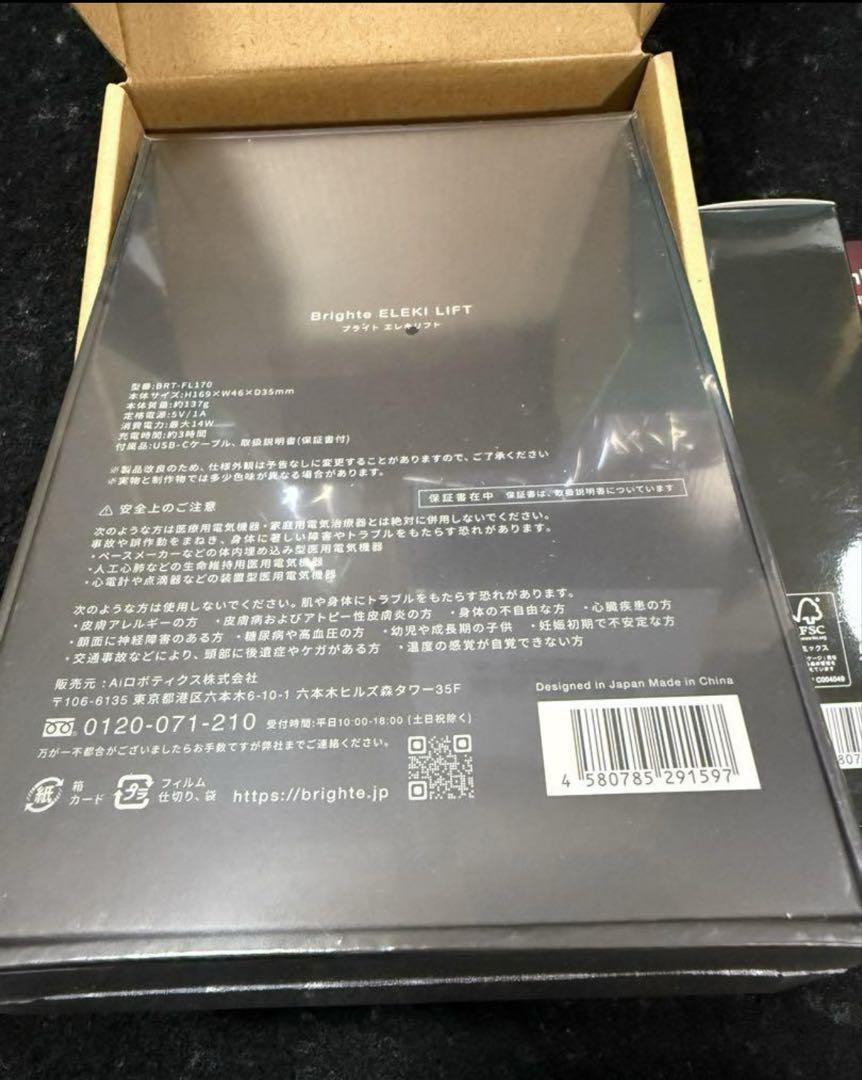 Brighte ELEKI LIFT
ブライト エレキリフト
型番:BRT-FL170
本体サイズ:H169×W46×D35mm
本体質量:約137g
定格電源:5V/1A
消費電力:最大14W
充電時間:約3時間
付属品:USB-Cケーブル、取扱説明書(保証書付)
※製品改良のため、仕様外観は予告なしに変更することがありますので、ご了承ください
※実物と制作物では多少色味が異なる場合があります。
保証書在中 保証書は、取扱説明書についています
⚠ 安全上のご注意
次のような方は医療用電気機器・家庭用電気治療器とは絶対に併用しないでください。
事故や誤作動をまねき、身体に著しい障害やトラブルをもたらす恐れがあります。
・ペースメーカーなどの体内埋め込み型医用電気機器
・人工心肺などの生命維持用医用電気機器
・心電計や点滴器などの装着型医用電気機器
次のような方は使用しないでください。肌や身体にトラブルをもたらす恐れがあります。
・皮膚アレルギーの方 ・皮膚病およびアトピー性皮膚炎の方 ・身体の不自由な方 ・心臓疾患の方
・顔面に神経障害のある方 ・糖尿病や高血圧の方 ・幼児や成長期の子供 ・妊娠初期で不安定な方
・交通事故などにより、頸部に後遺症やケガがある方 ・温度の感覚が自覚できない方
販売元:Aiロボティクス株式会社
〒106-6135 東京都港区六本木6-10-1 六本木ヒルズ森タワー35F
0120-071-210 受付時間:平日10:00-18:00 (土日祝除く)
万が一不都合がございましたらお手数ですが弊社までご連絡ください。
紙 箱 カード プラ フィルム 仕切り、袋 https://brighte.jp
Designed in Japan Made in China
4 580785 291597
FSC
ミックス
C004049